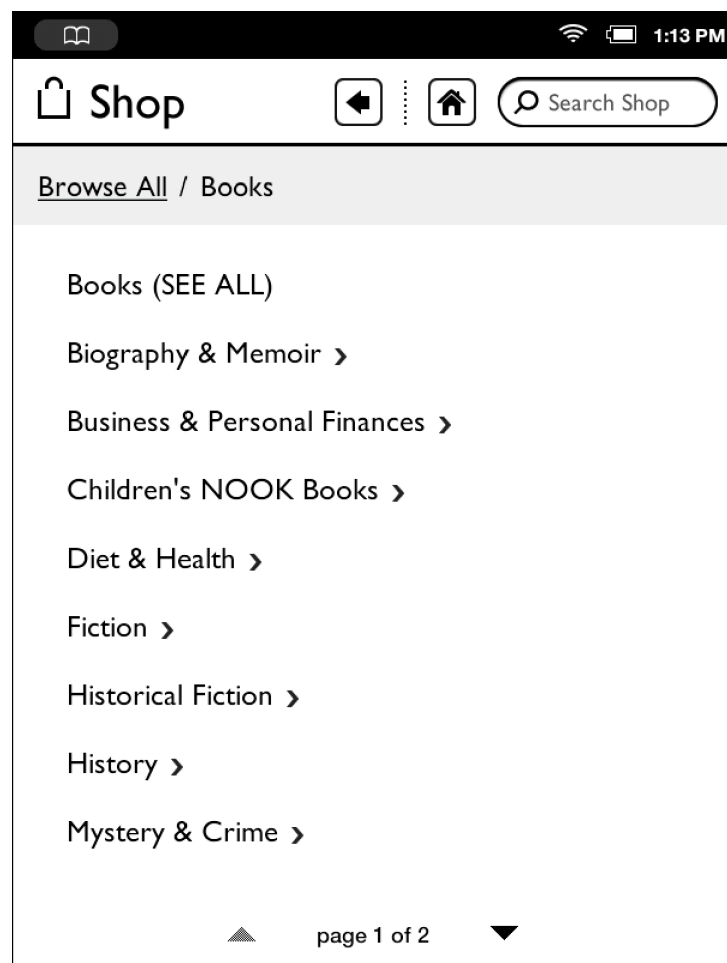 1:13 PM
Shop
Search Shop
Browse All / Books
Books (SEE ALL)
Biography & Memoir ›
Business & Personal Finances ›
Children's NOOK Books ›
Diet & Health ›
Fiction ›
Historical Fiction ›
History ›
Mystery & Crime ›
page 1 of 2